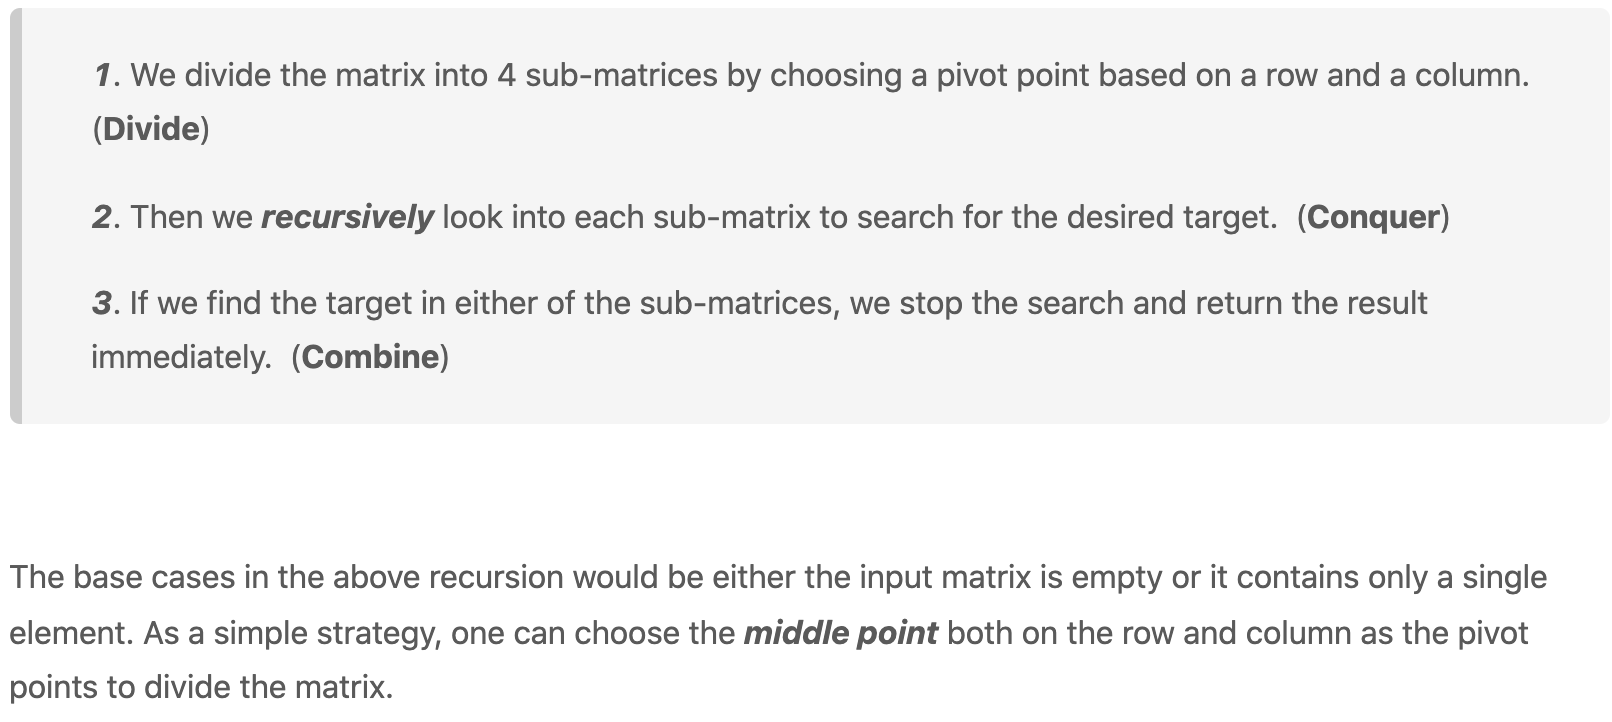 1. We divide the matrix into 4 sub-matrices by choosing a pivot point based on a row and a column.
(Divide)
2. Then we recursively look into each sub-matrix to search for the desired target.  (Conquer)
3. If we find the target in either of the sub-matrices, we stop the search and return the result
immediately.  (Combine)
The base cases in the above recursion would be either the input matrix is empty or it contains only a single
element. As a simple strategy, one can choose the middle point both on the row and column as the pivot
points to divide the matrix.